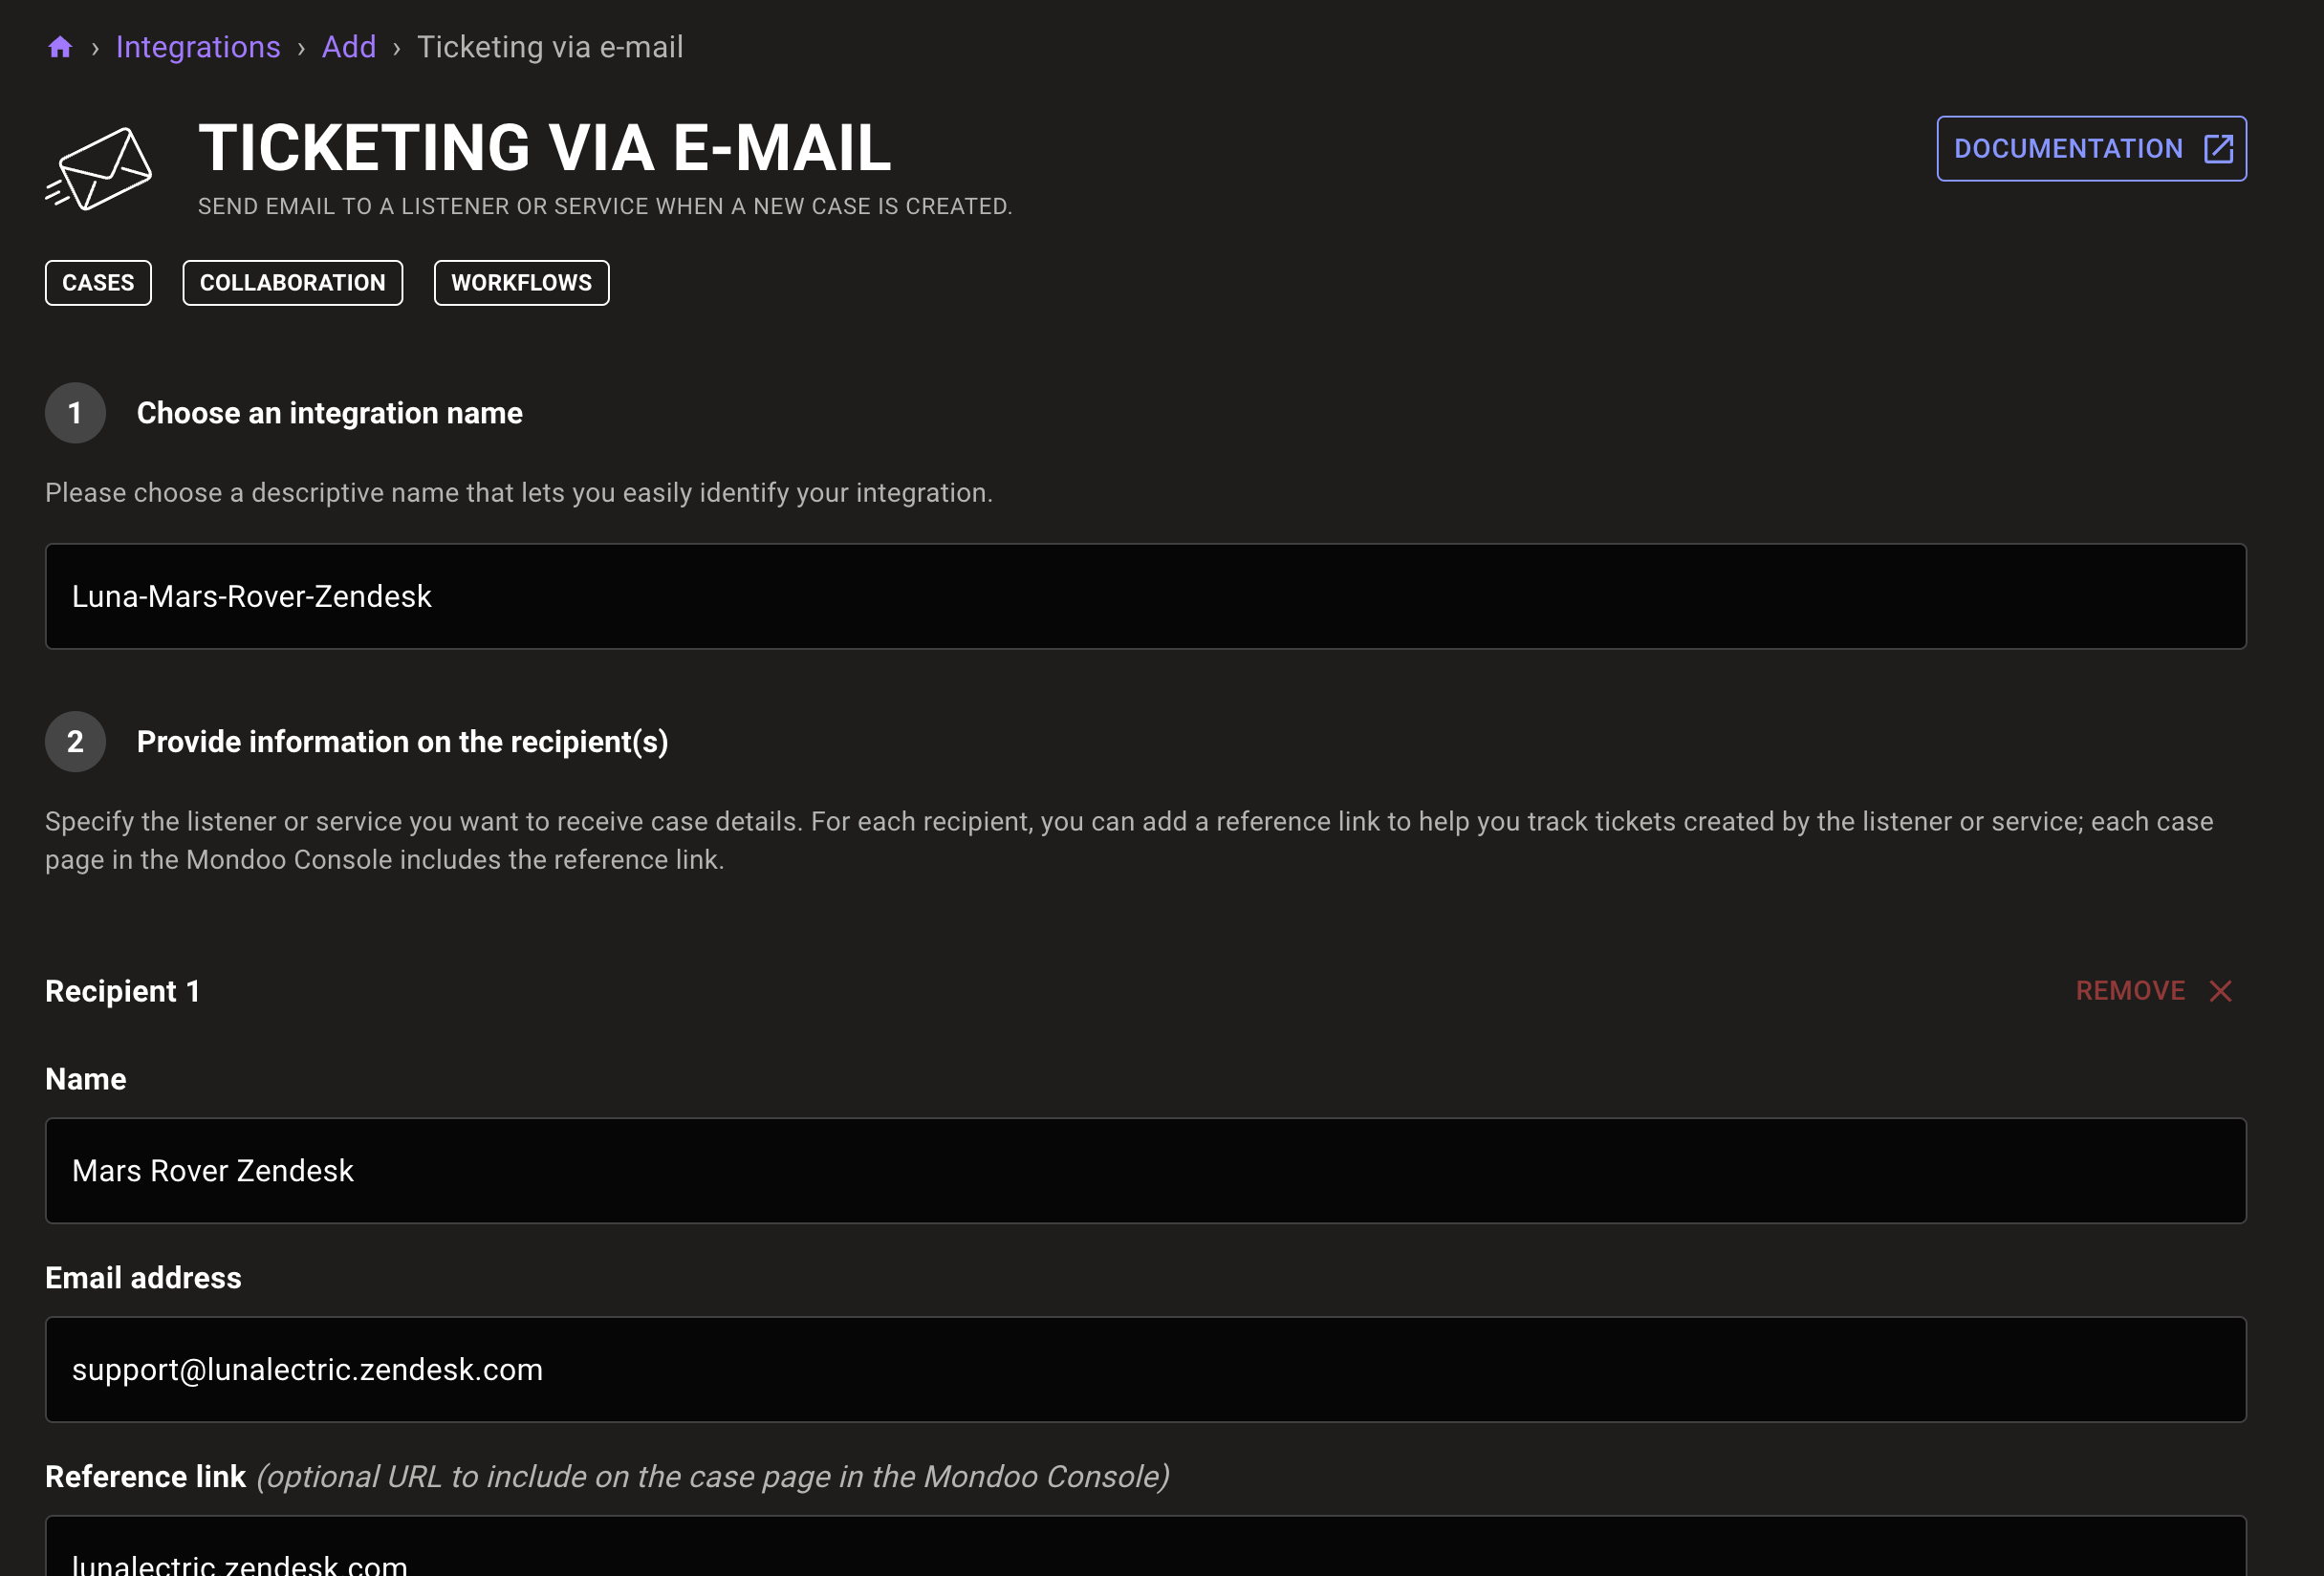 › Integrations › Add › Ticketing via e-mail
TICKETING VIA E-MAIL
DOCUMENTATION
SEND EMAIL TO A LISTENER OR SERVICE WHEN A NEW CASE IS CREATED.
CASES COLLABORATION WORKFLOWS
1 Choose an integration name
Please choose a descriptive name that lets you easily identify your integration.
Luna-Mars-Rover-Zendesk
2 Provide information on the recipient(s)
Specify the listener or service you want to receive case details. For each recipient, you can add a reference link to help you track tickets created by the listener or service; each case
page in the Mondoo Console includes the reference link.
Recipient 1
REMOVE
Name
Mars Rover Zendesk
Email address
support@lunalectric.zendesk.com
Reference link (optional URL to include on the case page in the Mondoo Console)
lunalectric.zendesk.com